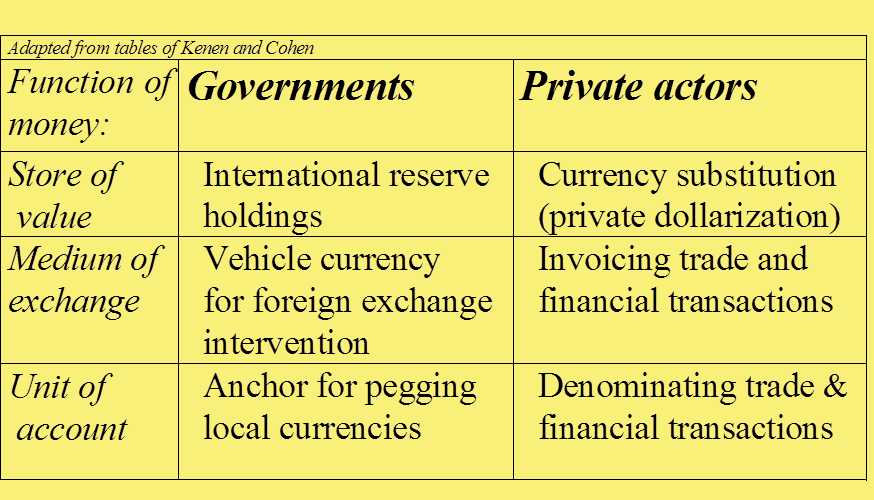 Adapted from tables of Kenen and Cohen
Function of money:
Governments
Private actors
Store of value
International reserve holdings
Currency substitution (private dollarization)
Medium of exchange
Vehicle currency for foreign exchange intervention
Invoicing trade and financial transactions
Unit of account
Anchor for pegging local currencies
Denominating trade & financial transactions